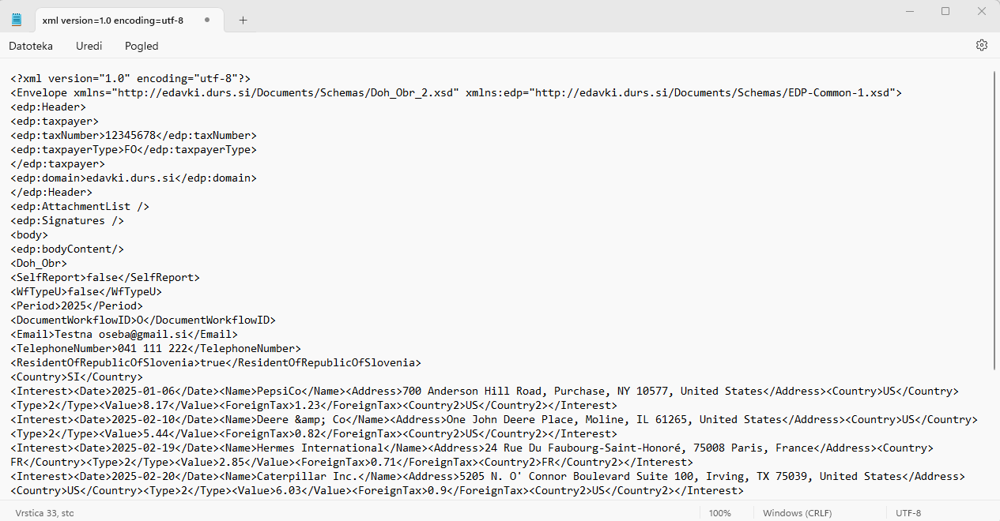 xml version=1.0 encoding=utf-8
Datoteka Uredi Pogled
<?xml version="1.0" encoding="utf-8"?>
<Envelope xmlns="http://edavki.durs.si/Documents/Schemas/Doh_Obr_2.xsd" xmlns:edp="http://edavki.durs.si/Documents/Schemas/EDP-Common-1.xsd">
<edp:Header>
<edp:taxpayer>
<edp:taxNumber>12345678</edp:taxNumber>
<edp:taxpayerType>FO</edp:taxpayerType>
</edp:taxpayer>
<edp:domain>edavki.durs.si</edp:domain>
</edp:Header>
<edp:AttachmentList />
<edp:Signatures />
<body>
<edp:bodyContent/>
<Doh_Obr>
<SelfReport>false</SelfReport>
<WfTypeU>false</WfTypeU>
<Period>2025</Period>
<DocumentWorkflowID>O</DocumentWorkflowID>
<Email>Testna oseba@gmail.si</Email>
<TelephoneNumber>041 111 222</TelephoneNumber>
<ResidentOfRepublicOfSlovenia>true</ResidentOfRepublicOfSlovenia>
<Country>SI</Country>
<Interest><Date>2025-01-06</Date><Name>PepsiCo</Name><Address>700 Anderson Hill Road, Purchase, NY 10577, United States</Address><Country>US</Country>
<Type>2</Type><Value>8.17</Value><ForeignTax>1.23</ForeignTax><Country2>US</Country2></Interest>
<Interest><Date>2025-02-10</Date><Name>Deere &amp; Co</Name><Address>One John Deere Place, Moline, IL 61265, United States</Address><Country>US</Country>
<Type>2</Type><Value>5.44</Value><ForeignTax>0.82</ForeignTax><Country2>US</Country2></Interest>
<Interest><Date>2025-02-19</Date><Name>Hermes International</Name><Address>24 Rue Du Faubourg-Saint-Honoré, 75008 Paris, France</Address><Country>
FR</Country><Type>2</Type><Value>2.85</Value><ForeignTax>0.71</ForeignTax><Country2>FR</Country2></Interest>
<Interest><Date>2025-02-20</Date><Name>Caterpillar Inc.</Name><Address>5205 N. O' Connor Boulevard Suite 100, Irving, TX 75039, United States</Address>
<Country>US</Country><Type>2</Type><Value>6.03</Value><ForeignTax>0.9</ForeignTax><Country2>US</Country2></Interest>
Vrstica 33, stc 100% Windows (CRLF) UTF-8